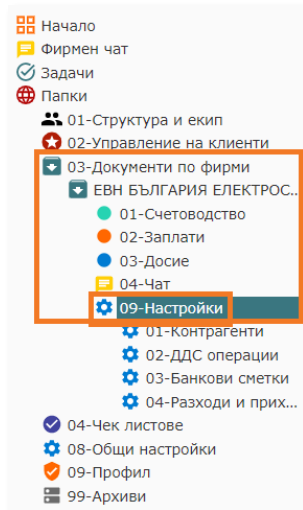 Начало
Фирмен чат
Задачи
Папки
01-Структура и екип
02-Управление на клиенти
03-Документи по фирми
ЕВН БЪЛГАРИЯ ЕЛЕКТРОС...
01-Счетоводство
02-Заплати
03-Досие
04-Чат
09-Настройки
01-Контрагенти
02-ДДС операции
03-Банкови сметки
04-Разходи и прих...
04-Чек листове
08-Общи настройки
09-Профил
99-Архиви